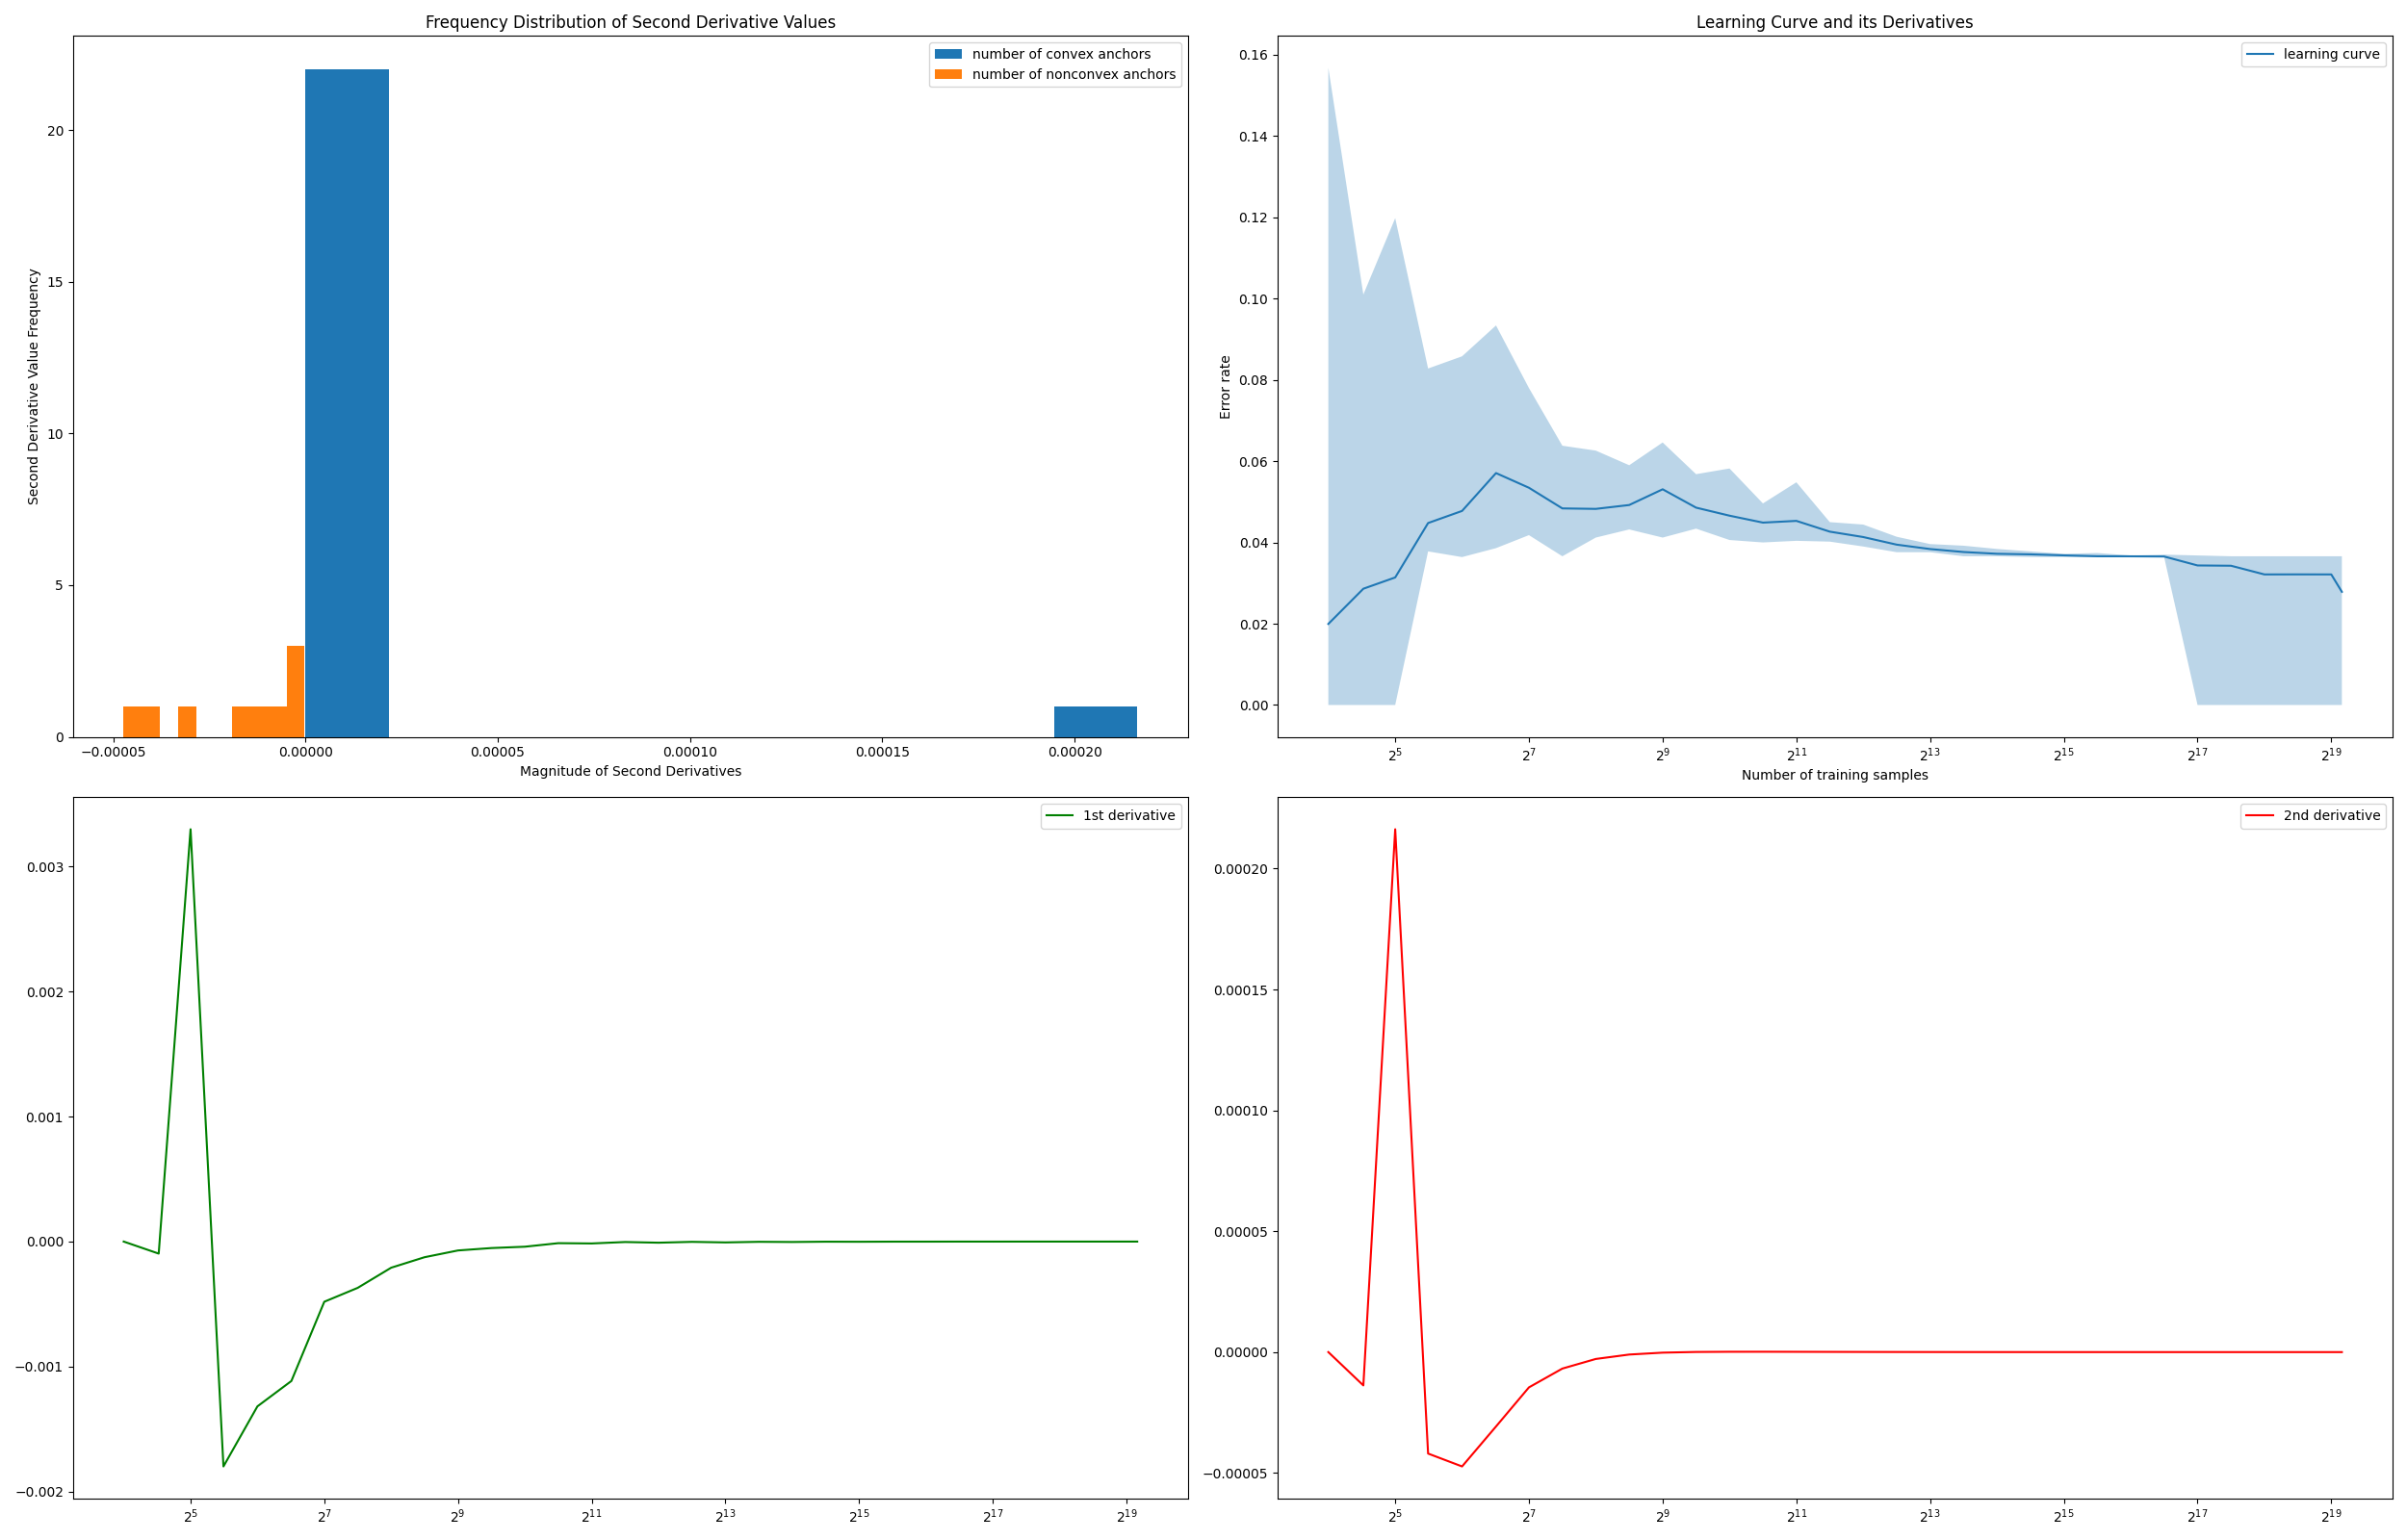 Frequency Distribution of Second Derivative Values
number of convex anchors
number of nonconvex anchors
Second Derivative Value Frequency
20
15
10
5
0
−0.00005 0.00000 0.00005 0.00010 0.00015 0.00020
Magnitude of Second Derivatives
Learning Curve and its Derivatives
learning curve
Error rate
0.16
0.14
0.12
0.10
0.08
0.06
0.04
0.02
0.00
2^5 2^7 2^9 2^11 2^13 2^15 2^17 2^19
Number of training samples
1st derivative
0.003
0.002
0.001
0.000
−0.001
−0.002
2^5 2^7 2^9 2^11 2^13 2^15 2^17 2^19
2nd derivative
0.00020
0.00015
0.00010
0.00005
0.00000
−0.00005
2^5 2^7 2^9 2^11 2^13 2^15 2^17 2^19